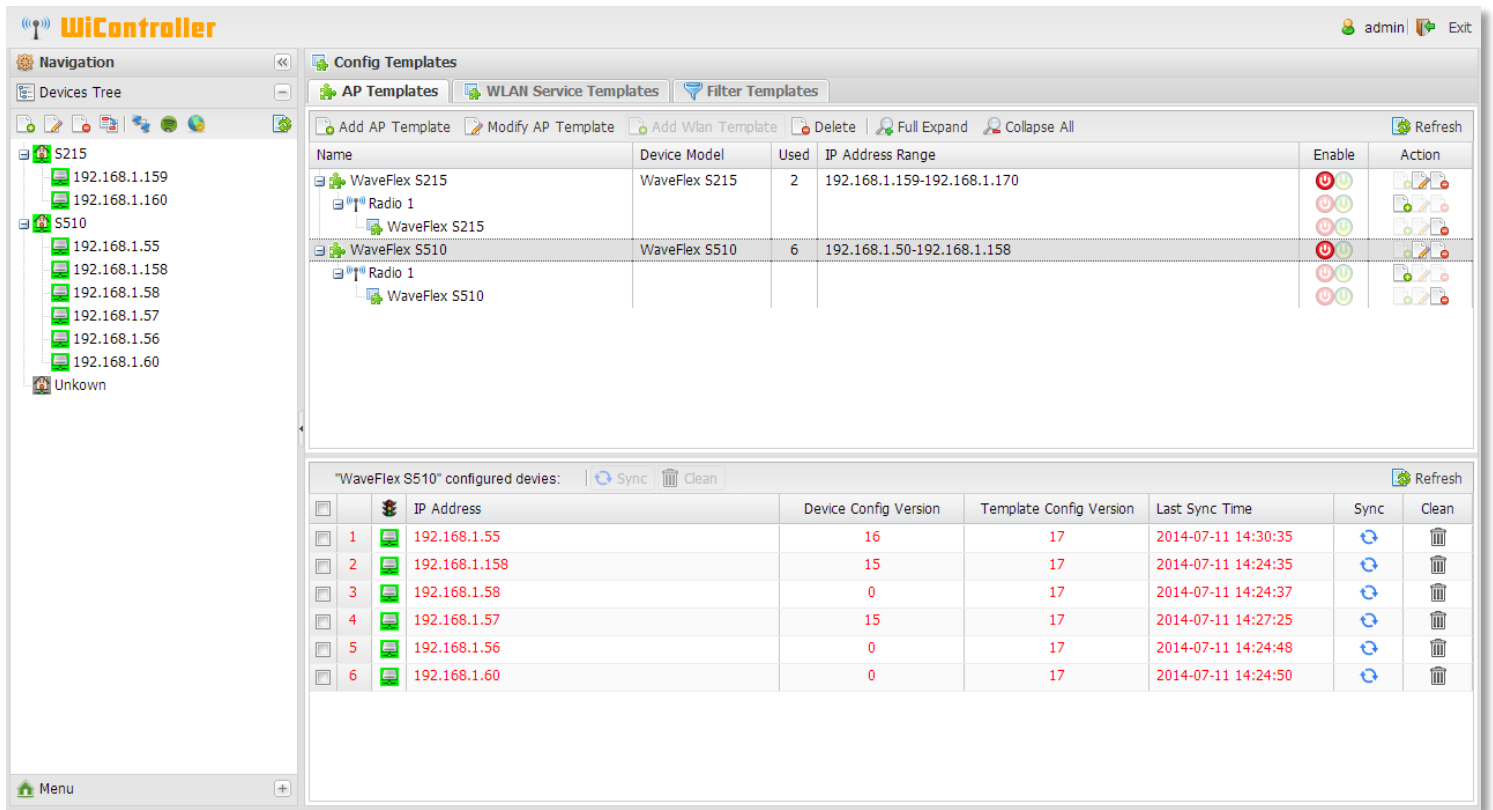 WiController
admin Exit
Navigation
Devices Tree
S215
192.168.1.159
192.168.1.160
S510
192.168.1.55
192.168.1.158
192.168.1.58
192.168.1.57
192.168.1.56
192.168.1.60
Unkown
Menu
Config Templates
AP Templates WLAN Service Templates Filter Templates
Add AP Template Modify AP Template Add Wlan Template Delete Full Expand Collapse All Refresh
Name Device Model Used IP Address Range Enable Action
WaveFlex S215 WaveFlex S215 2 192.168.1.159-192.168.1.170
Radio 1
WaveFlex S215
WaveFlex S510 WaveFlex S510 6 192.168.1.50-192.168.1.158
Radio 1
WaveFlex S510
"WaveFlex S510" configured devies: Sync Clean Refresh
IP Address Device Config Version Template Config Version Last Sync Time Sync Clean
1 192.168.1.55 16 17 2014-07-11 14:30:35
2 192.168.1.158 15 17 2014-07-11 14:24:35
3 192.168.1.58 0 17 2014-07-11 14:24:37
4 192.168.1.57 15 17 2014-07-11 14:27:25
5 192.168.1.56 0 17 2014-07-11 14:24:48
6 192.168.1.60 0 17 2014-07-11 14:24:50